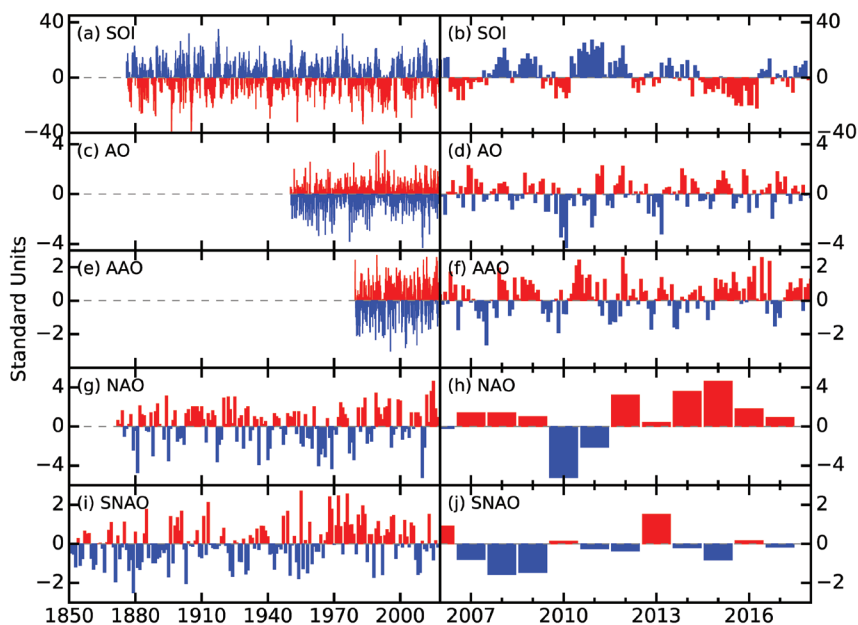 40 (a) SOI (b) SOI 40
0 0
−40 −40
4 (c) AO (d) AO 4
0 0
−4 −4
2 (e) AAO (f) AAO 2
0 0
−2 −2
Standard Units
4 (g) NAO (h) NAO 4
0 0
−4 −4
2 (i) SNAO (j) SNAO 2
0 0
−2 −2
1850 1880 1910 1940 1970 2000 2007 2010 2013 2016